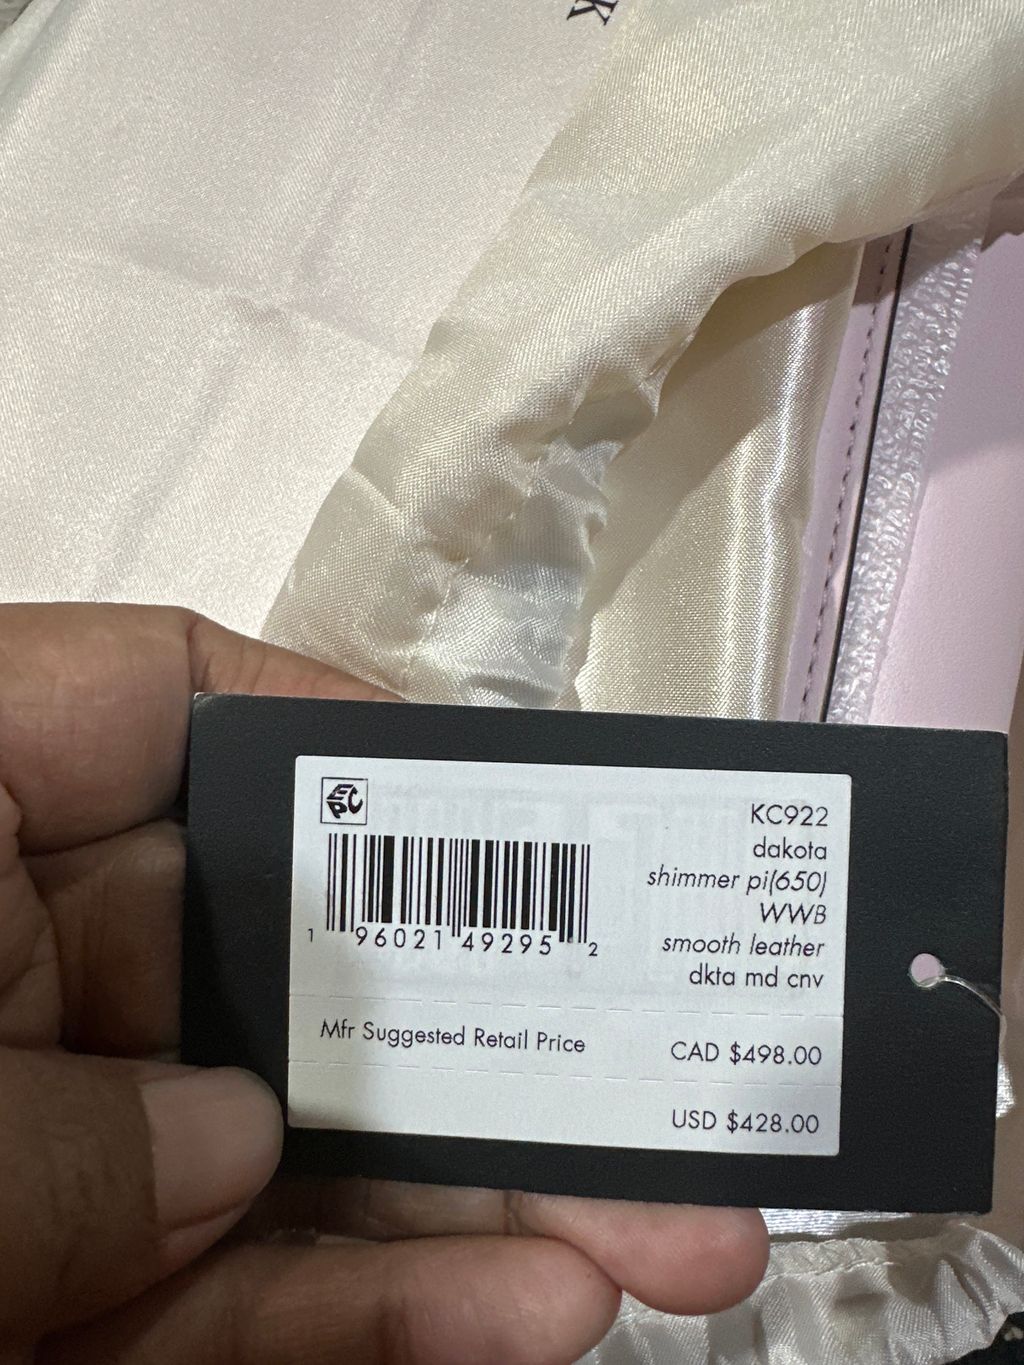 K
EPC
KC922
dakota
shimmer pi(650)
WWB
smooth leather
dkta md cnv
1 96021 49295 2
Mfr Suggested Retail Price
CAD $498.00
USD $428.00